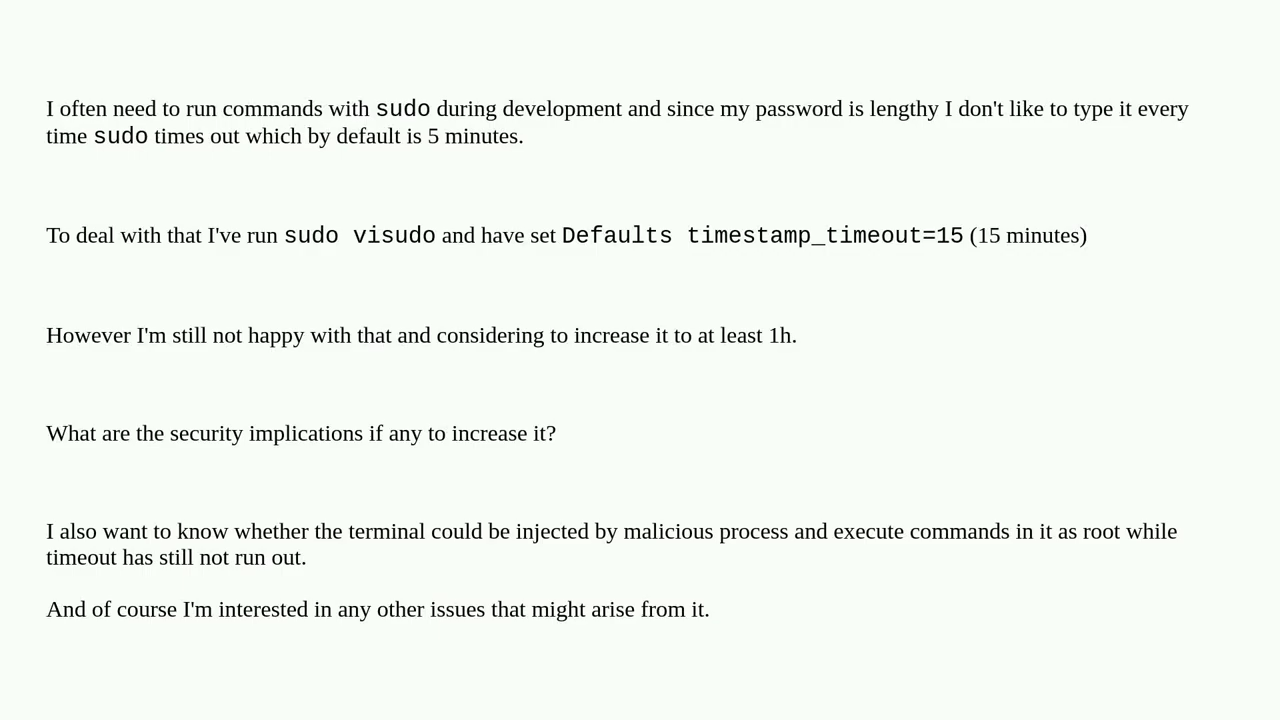 I often need to run commands with sudo during development and since my password is lengthy I don't like to type it every
time sudo times out which by default is 5 minutes.
To deal with that I've run sudo visudo and have set Defaults timestamp_timeout=15 (15 minutes)
However I'm still not happy with that and considering to increase it to at least 1h.
What are the security implications if any to increase it?
I also want to know whether the terminal could be injected by malicious process and execute commands in it as root while
timeout has still not run out.
And of course I'm interested in any other issues that might arise from it.